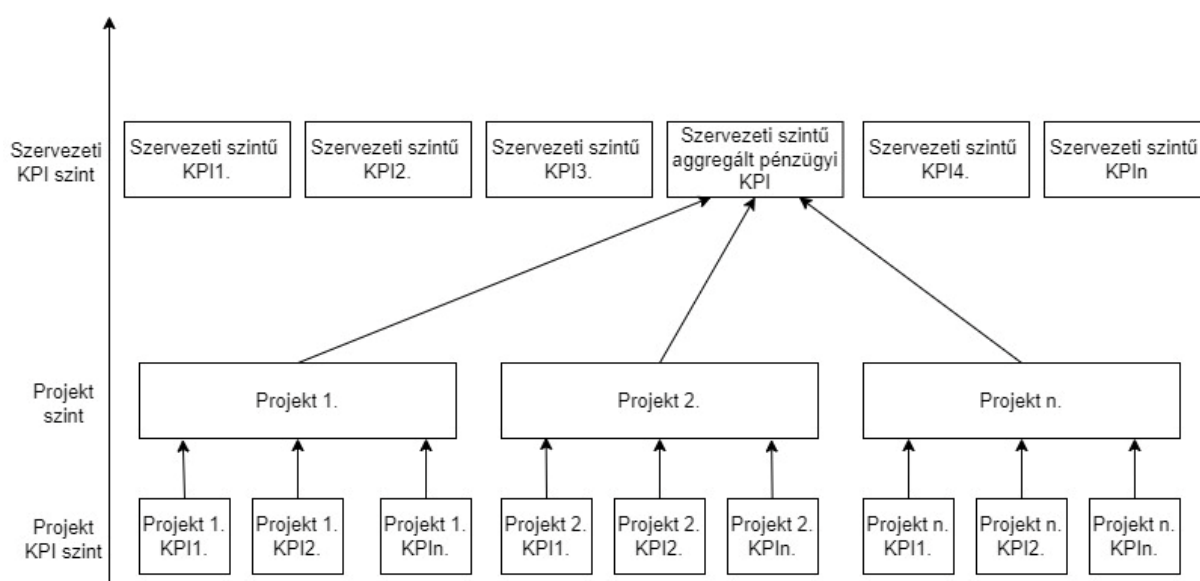 Szervezeti
KPI szint
Szervezeti szintű
KPI1.
Szervezeti szintű
KPI2.
Szervezeti szintű
KPI3.
Szervezeti szintű
aggregált pénzügyi
KPI
Szervezeti szintű
KPI4.
Szervezeti szintű
KPIn
Projekt
szint
Projekt 1.
Projekt 2.
Projekt n.
Projekt
KPI szint
Projekt 1.
KPI1.
Projekt 1.
KPI2.
Projekt 1.
KPIn.
Projekt 2.
KPI1.
Projekt 2.
KPI2.
Projekt 2.
KPIn.
Projekt n.
KPI1.
Projekt n.
KPI2.
Projekt n.
KPIn.